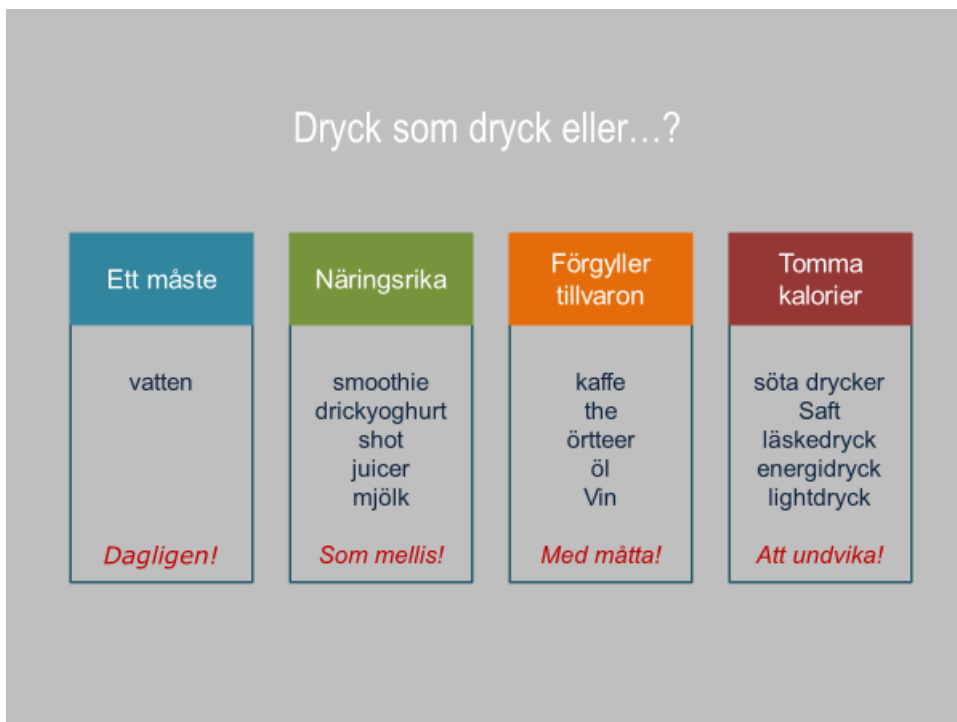 Dryck som dryck eller…?
Ett måste
vatten
Dagligen!
Näringsrika
smoothie
drickyoghurt
shot
juicer
mjölk
Som mellis!
Förgyller
tillvaron
kaffe
the
örtteer
öl
Vin
Med måtta!
Tomma
kalorier
söta drycker
Saft
läskedryck
energidryck
lightdryck
Att undvika!